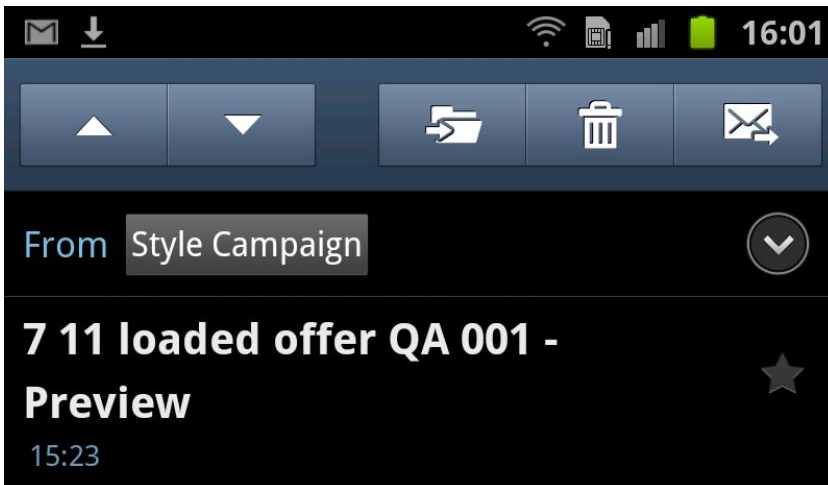 16:01
From Style Campaign
7 11 loaded offer QA 001 -
Preview
15:23